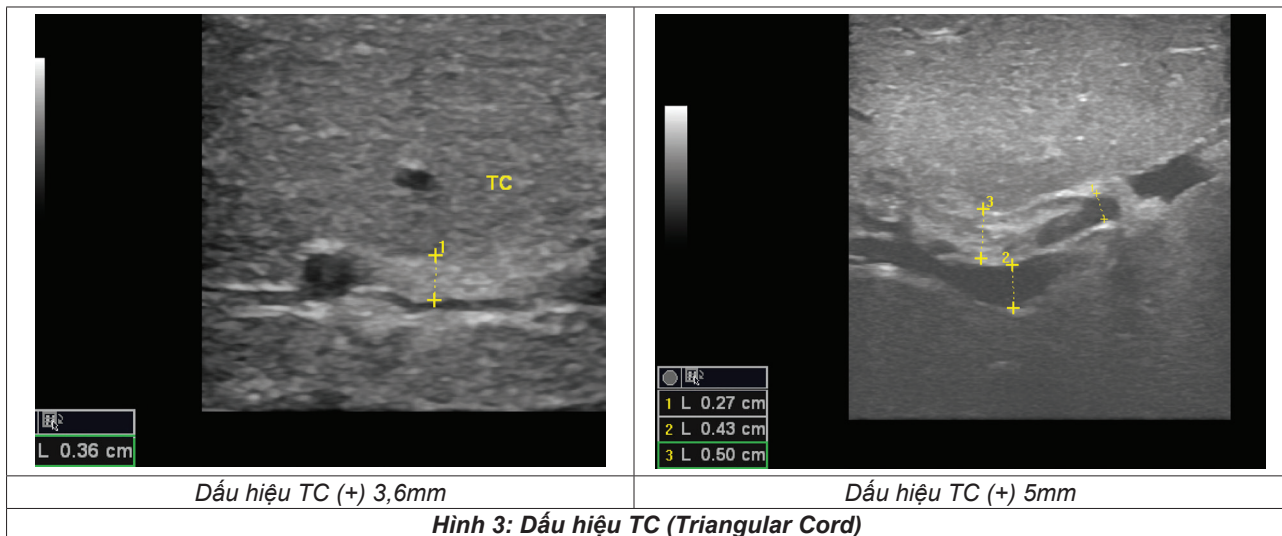 TC
1
L 0.36 cm
3
2
1 L 0.27 cm
2 L 0.43 cm
3 L 0.50 cm
Dấu hiệu TC (+) 3,6mm
Dấu hiệu TC (+) 5mm
Hình 3: Dấu hiệu TC (Triangular Cord)